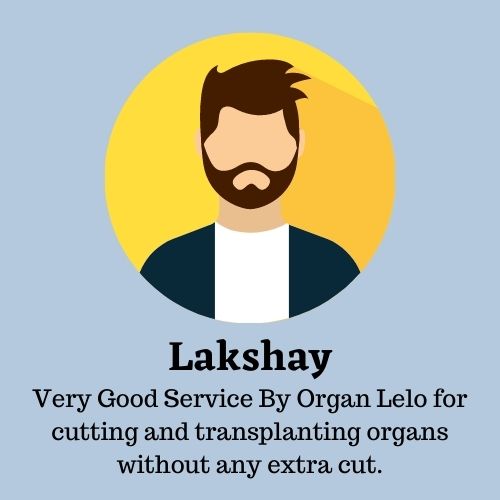 Lakshay
Very Good Service By Organ Lelo for
cutting and transplanting organs
without any extra cut.